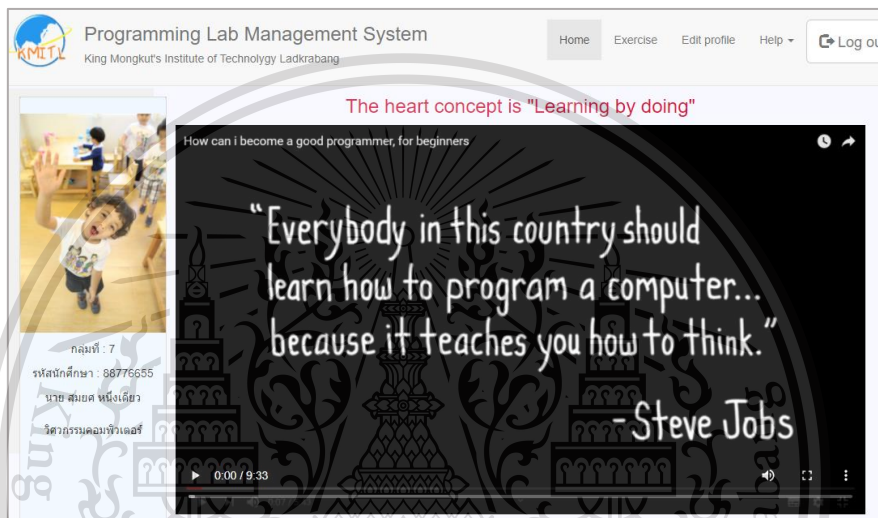 KMITL
Programming Lab Management System
King Mongkut's Institute of Technolygy Ladkrabang
Home
Exercise
Edit profile
Help
Log ou
The heart concept is "Learning by doing"
How can i become a good programmer, for beginners
"Everybody in this country should
learn how to program a computer...
because it teaches you how to think."
-Steve Jobs
0:00 / 9:33
กลุ่มที่ : 7
รหัสนักศึกษา : 88776655
นาย สมยศ หนึ่งเดียว
วิศวกรรมคอมพิวเตอร์
King